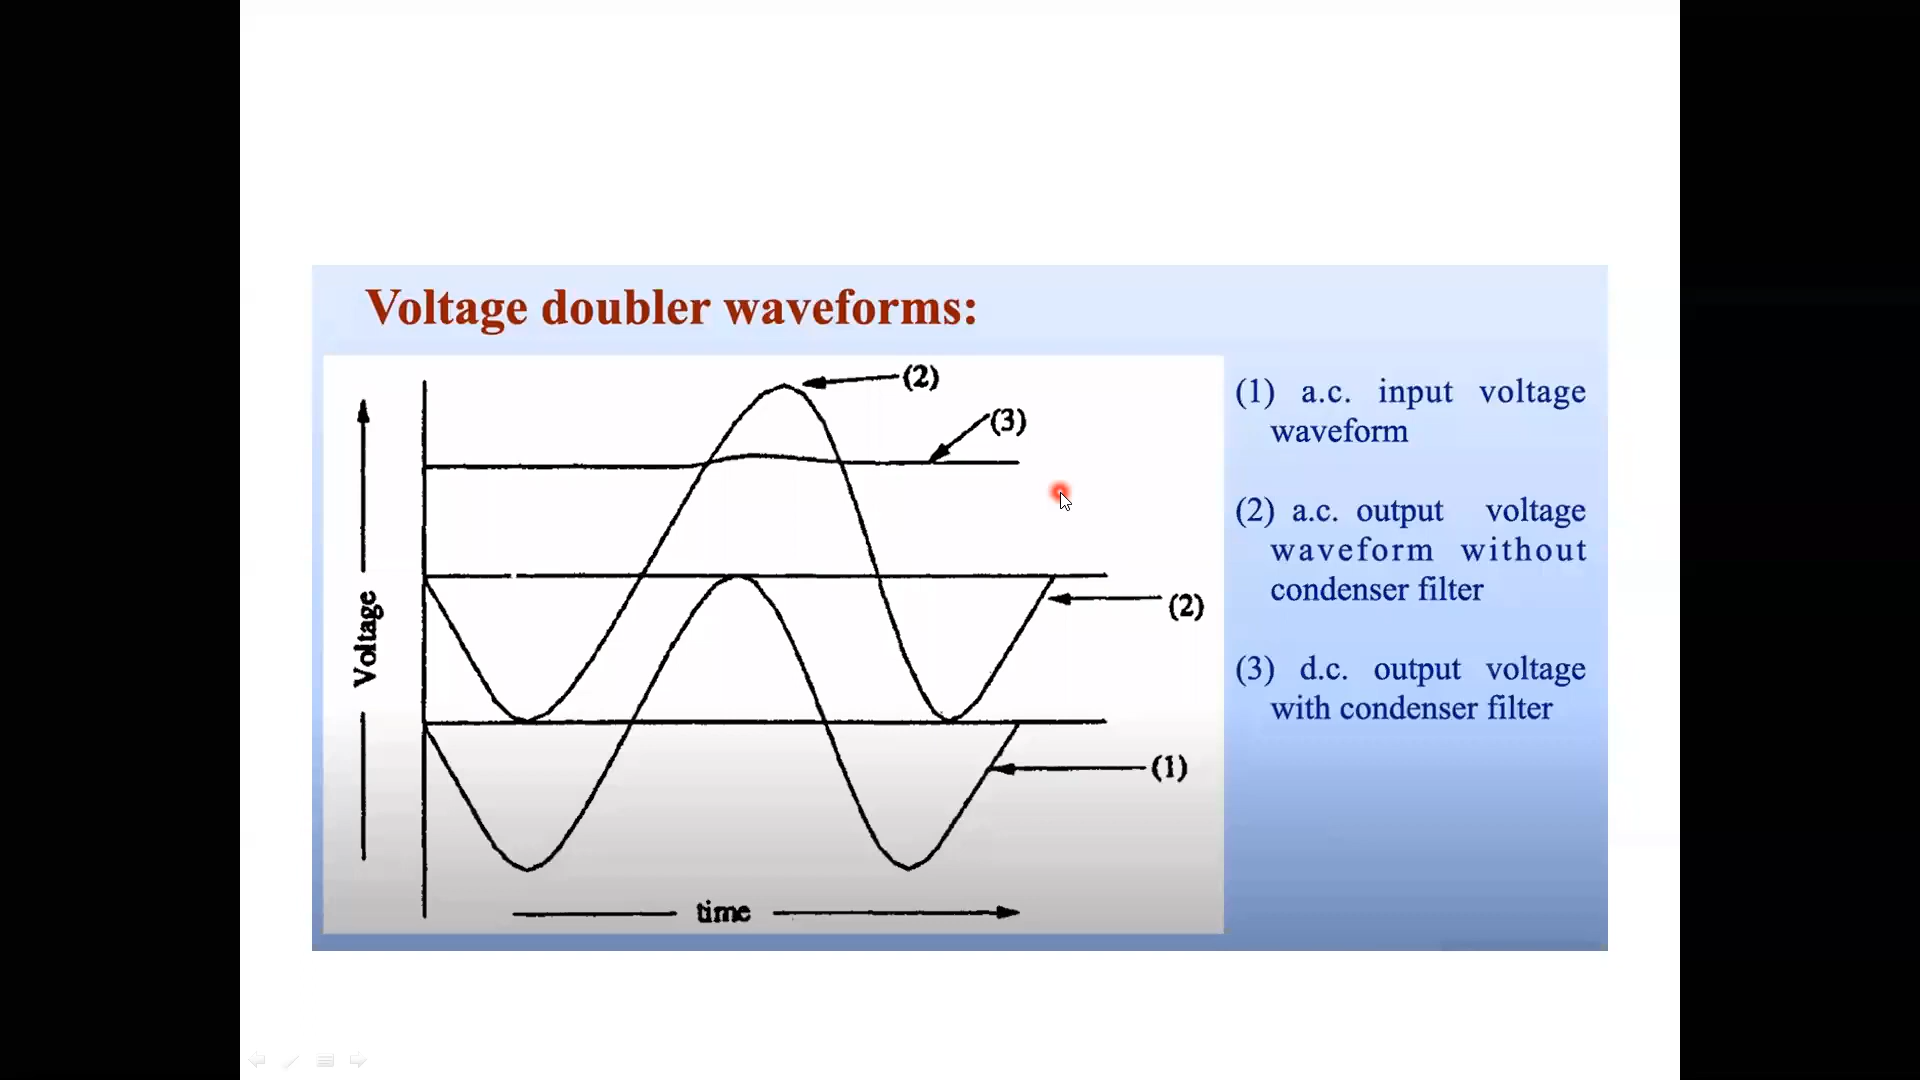 Voltage doubler waveforms:
(2)
(3)
(2)
(1)
Voltage
time
(1) a.c. input voltage
waveform
(2) a.c. output voltage
waveform without
condenser filter
(3) d.c. output voltage
with condenser filter